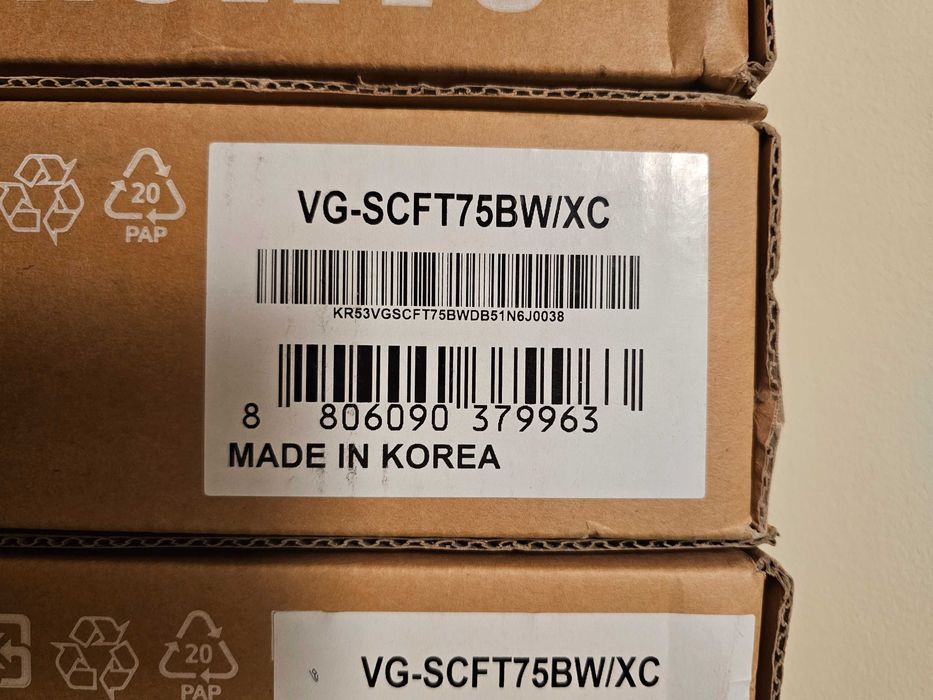 20
PAP
VG-SCFT75BW/XC
KR53VGSCFT75BWDB51N6J0038
8 806090 379963
MADE IN KOREA
20
PAP
VG-SCFT75BW/XC